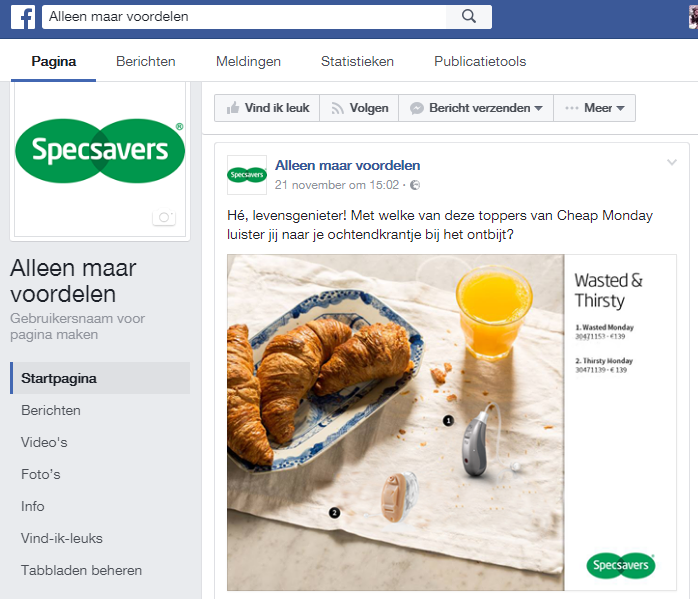 Alleen maar voordelen
Pagina
Berichten
Meldingen
Statistieken
Publicatietools
Specsavers®
Alleen maar
voordelen
Gebruikersnaam voor
pagina maken
Startpagina
Berichten
Video's
Foto's
Info
Vind-ik-leuks
Tabbladen beheren
Vind ik leuk
Volgen
Bericht verzenden
Meer
Specsavers
Alleen maar voordelen
21 november om 15:02 ·
Hé, levensgenieter! Met welke van deze toppers van Cheap Monday
luister jij naar je ochtendkrantje bij het ontbijt?
1
2
Wasted &
Thirsty
1. Wasted Monday
30471153 - €139
2. Thirsty Monday
30471139 - € 139
Specsavers